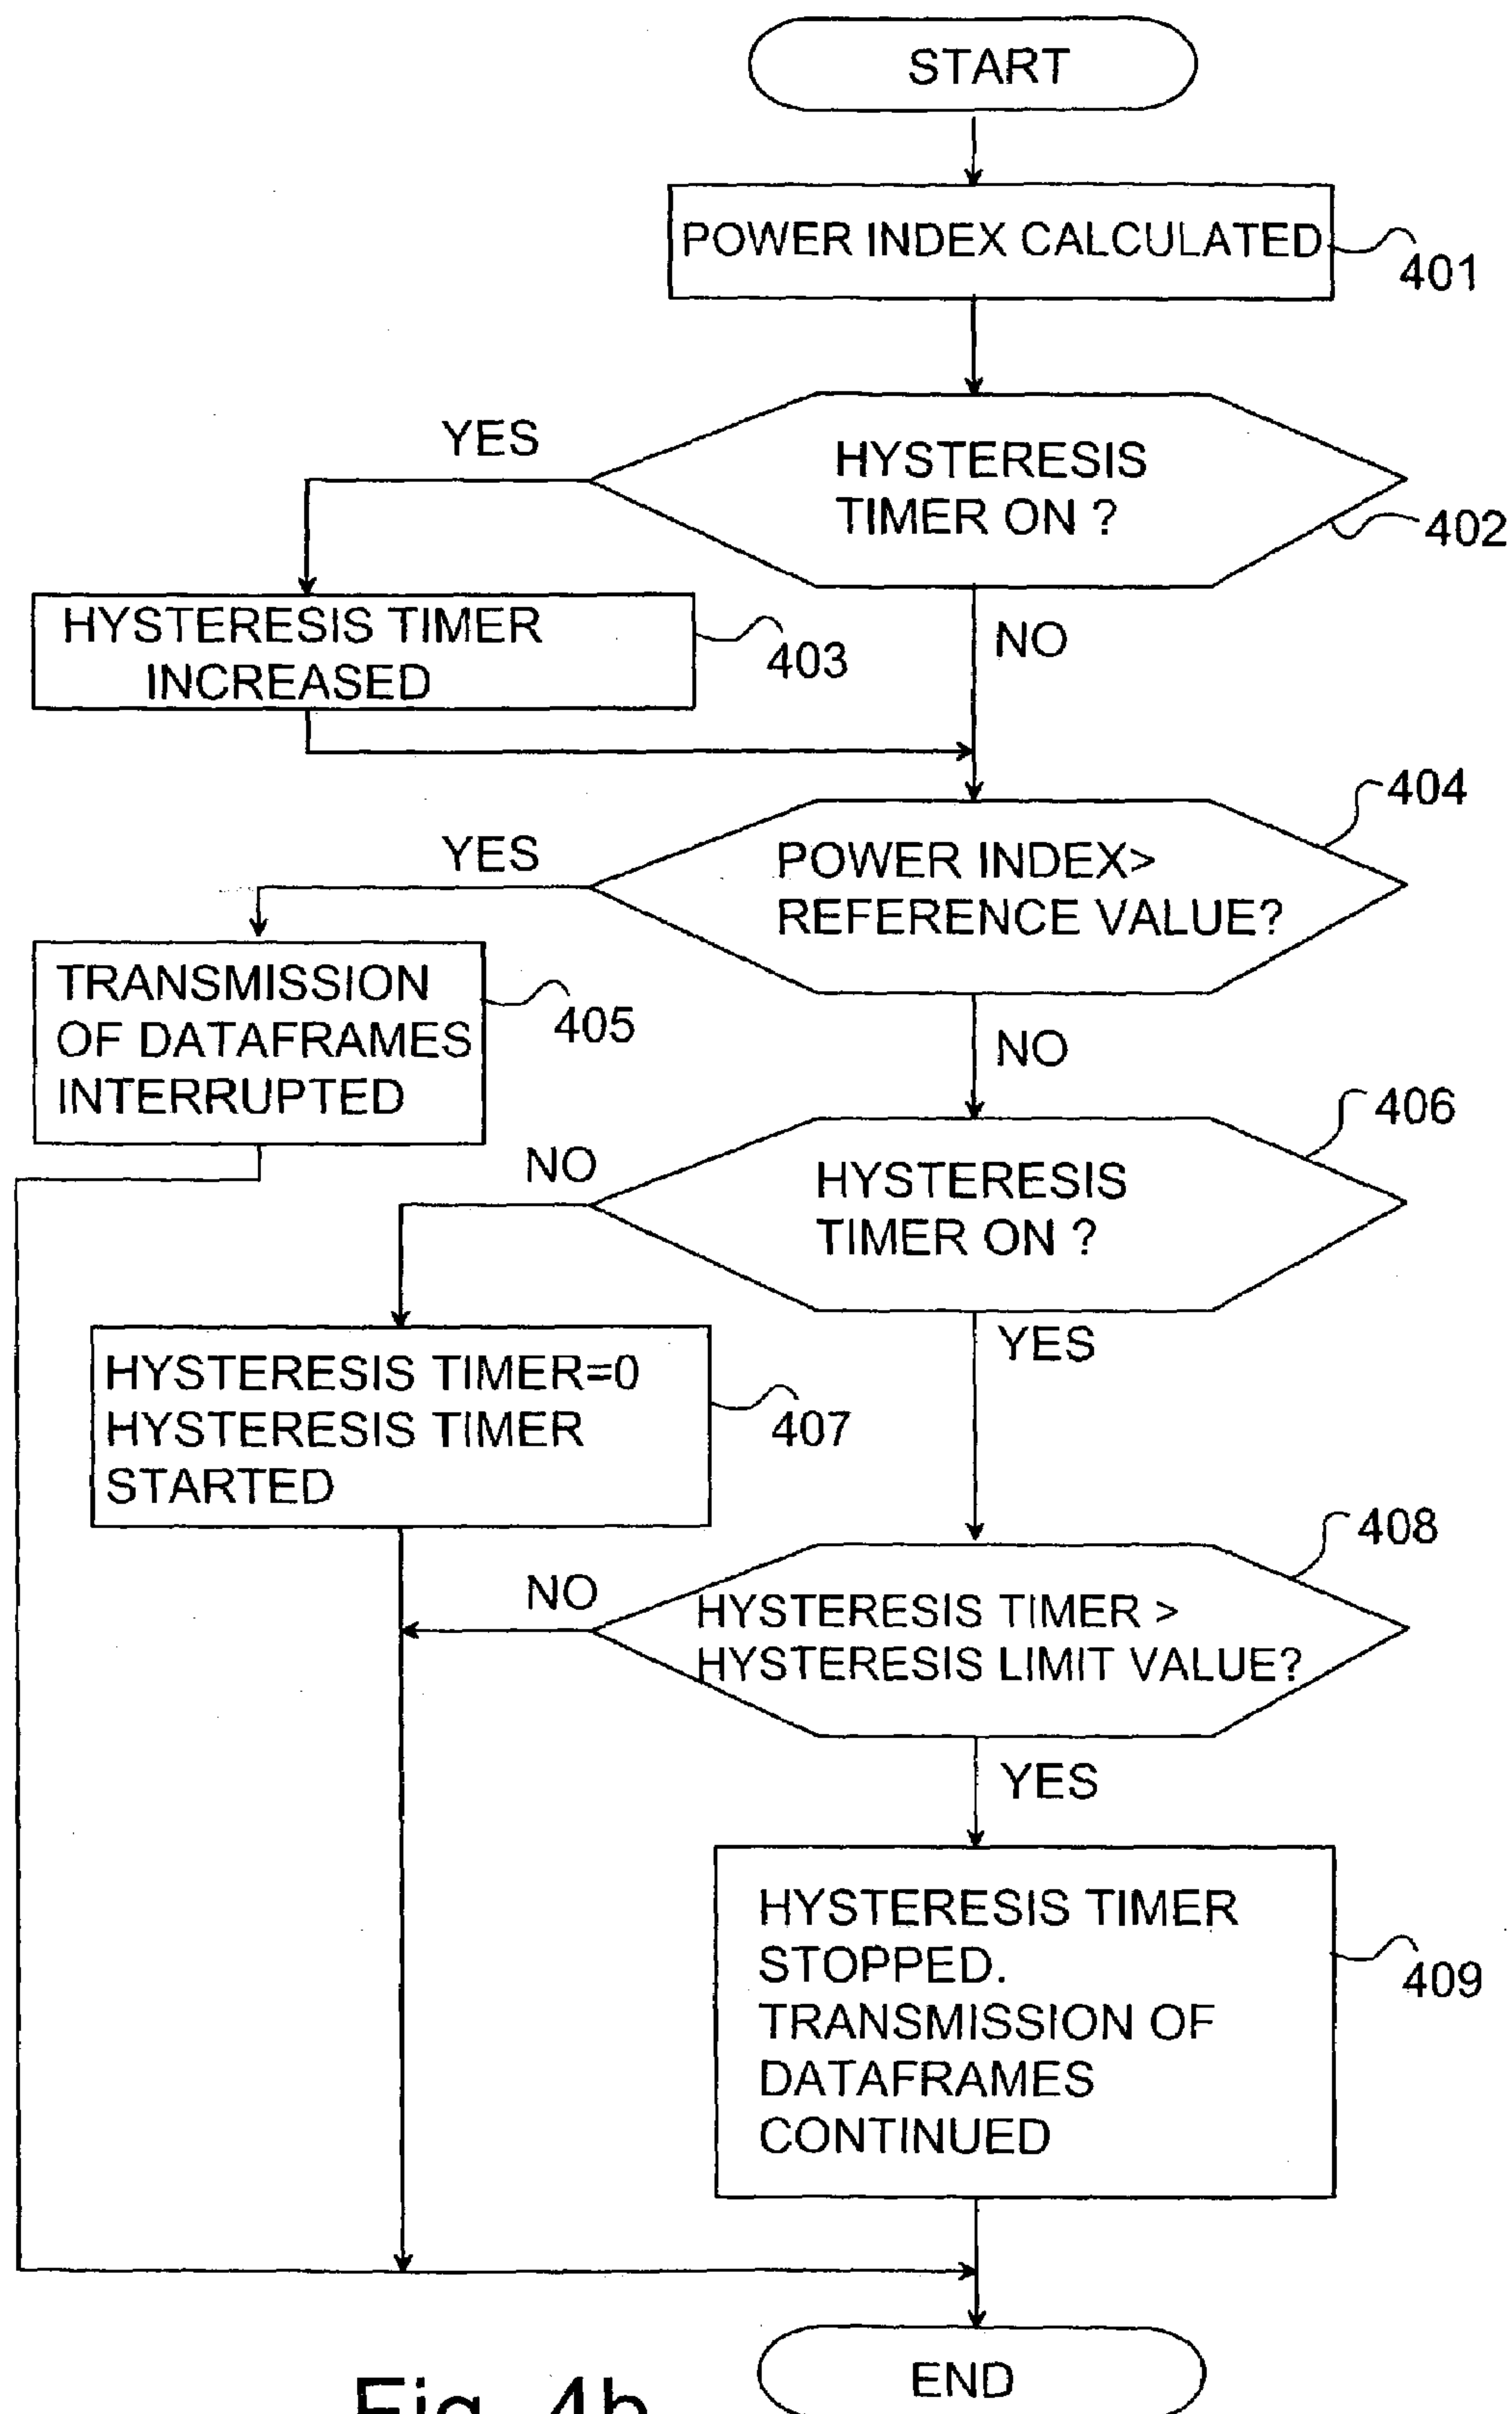 START
POWER INDEX CALCULATED
401
YES
HYSTERESIS
TIMER ON ?
402
HYSTERESIS TIMER
INCREASED
403
NO
404
YES
POWER INDEX>
REFERENCE VALUE?
TRANSMISSION
OF DATAFRAMES
INTERRUPTED
405
NO
406
NO
HYSTERESIS
TIMER ON ?
YES
HYSTERESIS TIMER=0
HYSTERESIS TIMER
STARTED
407
408
NO
HYSTERESIS TIMER >
HYSTERESIS LIMIT VALUE?
YES
HYSTERESIS TIMER
STOPPED.
TRANSMISSION OF
DATAFRAMES
CONTINUED
409
END
Fig. 4b